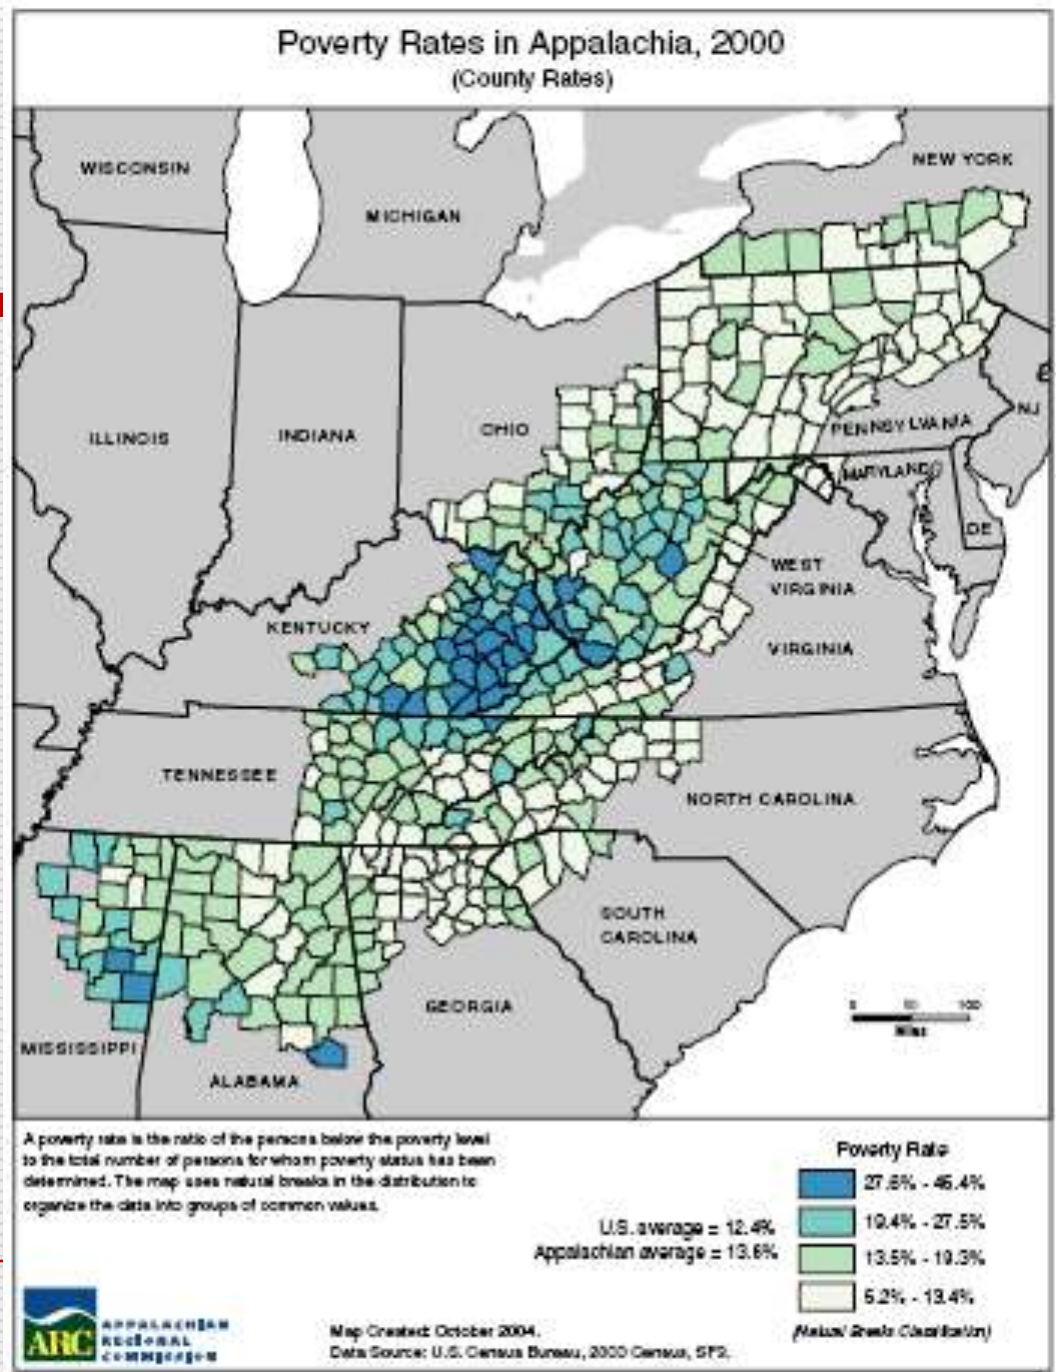 Poverty Rates in Appalachia, 2000
(County Rates)
WISCONSIN
MICHIGAN
NEW YORK
ILLINOIS
INDIANA
OHIO
PENNSYLVANIA
NJ
MARYLAND
DE
WEST
VIRGINIA
KENTUCKY
VIRGINIA
TENNESSEE
NORTH CAROLINA
SOUTH
CAROLINA
GEORGIA
MISSISSIPPI
ALABAMA
0 50 100
Miles
A poverty rate is the ratio of the persons below the poverty level
to the total number of persons for whom poverty status has been
determined. The map uses natural breaks in the distribution to
organize the data into groups of common values.
U.S. average = 12.4%
Appalachian average = 13.6%
Poverty Rate
27.6% - 45.4%
19.4% - 27.5%
13.5% - 19.3%
5.2% - 13.4%
(Natural Breaks Classification)
ARC
APPALACHIAN
REGIONAL
COMMISSION
Map Created: October 2004.
Data Source: U.S. Census Bureau, 2000 Census, SF3.